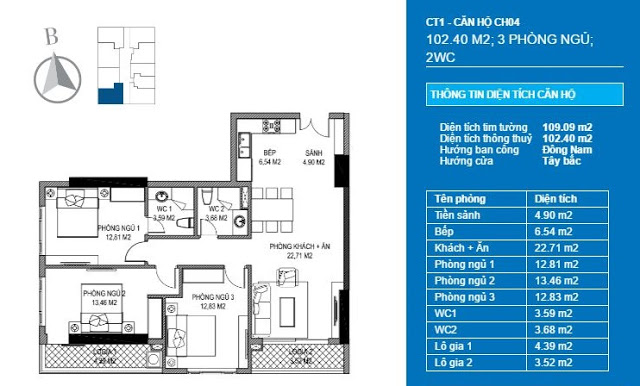 B
BẾP
6,54 M2
SẢNH
4,90 M2
WC 1
3,59 M2
WC 2
3,68 M2
PHÒNG NGỦ 1
12,81 M2
PHÒNG KHÁCH + ĂN
22,71 M2
PHÒNG NGỦ 2
13,46 M2
PHÒNG NGỦ 3
12,83 M2
LÔ GIA 1
4,39 M2
LÔ GIA 2
3,52 M2
CT1 - CĂN HỘ CH04
102.40 M2; 3 PHÒNG NGỦ;
2WC
THÔNG TIN DIỆN TÍCH CĂN HỘ
Diện tích tim tường 109.09 m2
Diện tích thông thuỷ 102.40 m2
Hướng ban công Đông Nam
Hướng cửa Tây bắc
Tên phòng Diện tích
Tiền sảnh 4.90 m2
Bếp 6.54 m2
Khách + Ăn 22.71 m2
Phòng ngủ 1 12.81 m2
Phòng ngủ 2 13.46 m2
Phòng ngủ 3 12.83 m2
WC1 3.59 m2
WC2 3.68 m2
Lô gia 1 4.39 m2
Lô gia 2 3.52 m2